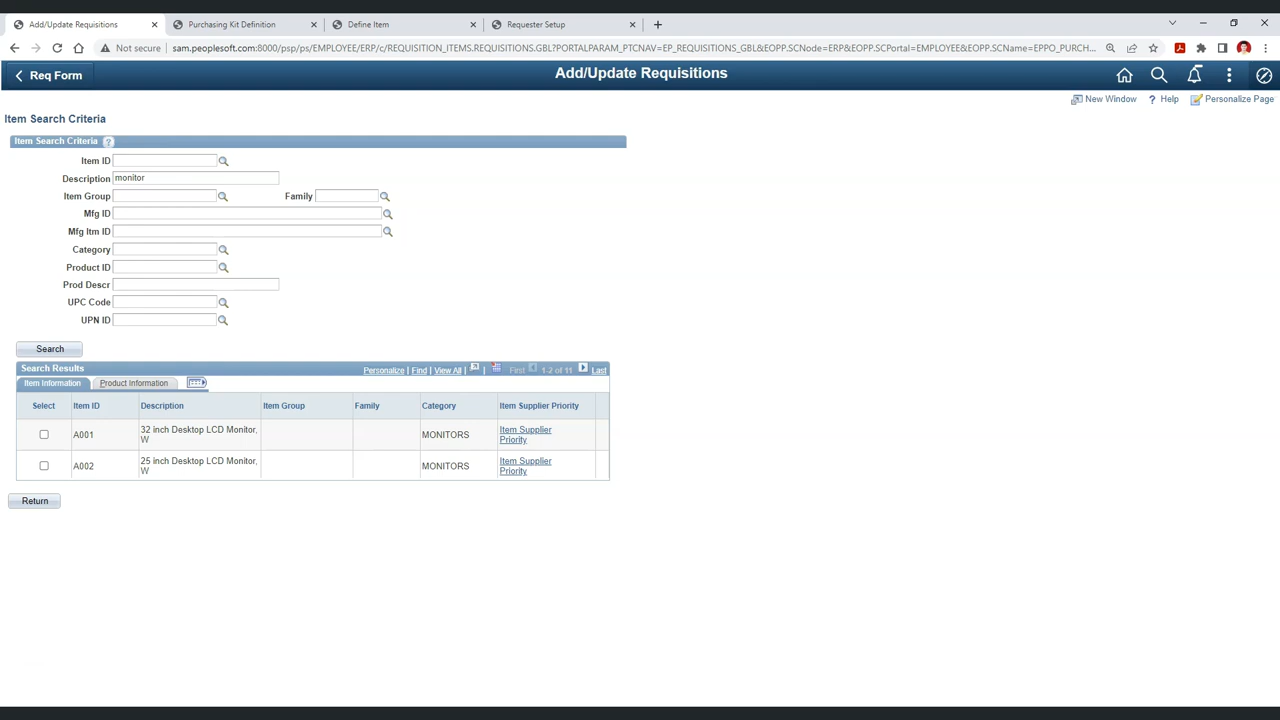 Add/Update Requisitions
Purchasing Kit Definition
Define Item
Requester Setup
Not secure
sam.peoplesoft.com:8000/psp/ps/EMPLOYEE/ERP/c/REQUISITION_ITEMS.REQUISITIONS.GBL?PORTALPARAM_PTCNAV=EP_REQUISITIONS_GBL&EOPP.SCNode=ERP&EOPP.SCPortal=EMPLOYEE&EOPP.SCName=EPPO_PURCH...
Req Form
Add/Update Requisitions
New Window
Help
Personalize Page
Item Search Criteria
Item Search Criteria ?
Item ID
Description monitor
Item Group Family
Mfg ID
Mfg Itm ID
Category
Product ID
Prod Descr
UPC Code
UPN ID
Search
Search Results Personalize | Find | View All | | First 1-2 of 11 Last
Item Information Product Information
Select Item ID Description Item Group Family Category Item Supplier Priority
A001 32 inch Desktop LCD Monitor, W MONITORS Item Supplier Priority
A002 25 inch Desktop LCD Monitor, W MONITORS Item Supplier Priority
Return